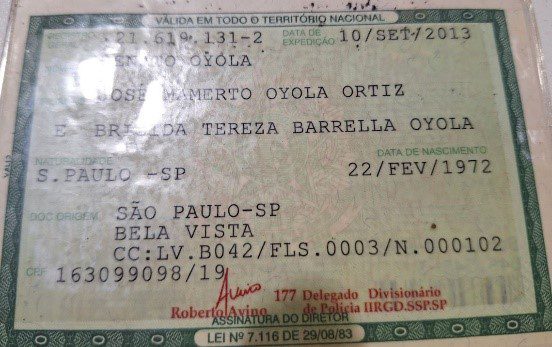 VÁLIDA EM TODO O TERRITÓRIO NACIONAL
21.619.131-2 DATA DE EXPEDIÇÃO 10/SET/2013
OYOLA
JOSÉ MAMERTO OYOLA ORTIZ
E TEREZA BARRELLA OYOLA
NATURALIDADE DATA DE NASCIMENTO
S.PAULO -SP 22/FEV/1972
DOC ORIGEM SÃO PAULO-SP
BELA VISTA
CC:LV.B042/FLS.0003/N.000102
CPF 163099098/19
177 Delegado Divisionário
Roberto Avino de Polícia IIRGD.SSP.SP
ASSINATURA DO DIRETOR
LEI Nº 7.116 DE 29/08/83